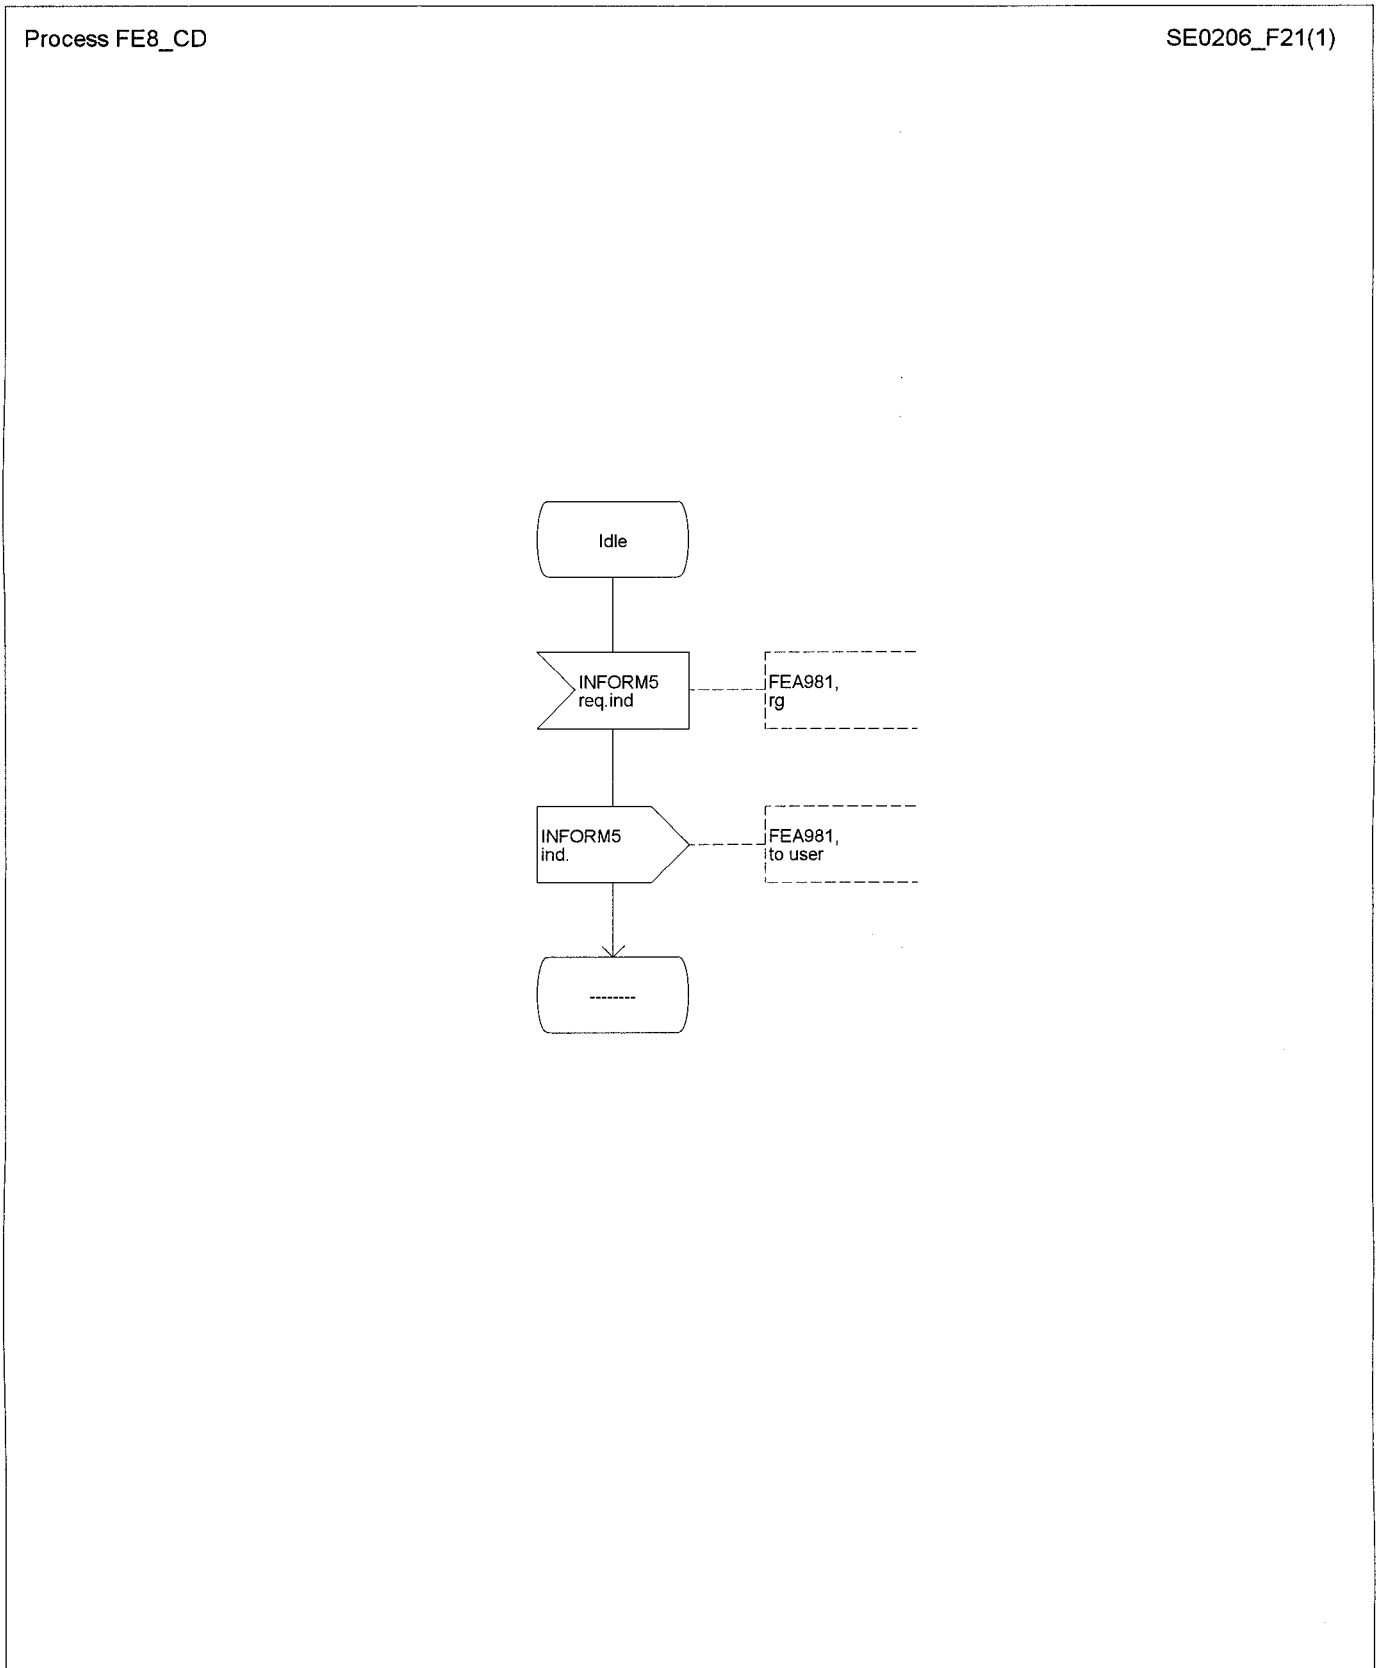 Process FE8_CD
SE0206_F21(1)
Idle
INFORM5
req.ind
FEA981,
rg
INFORM5
ind.
FEA981,
to user
--------